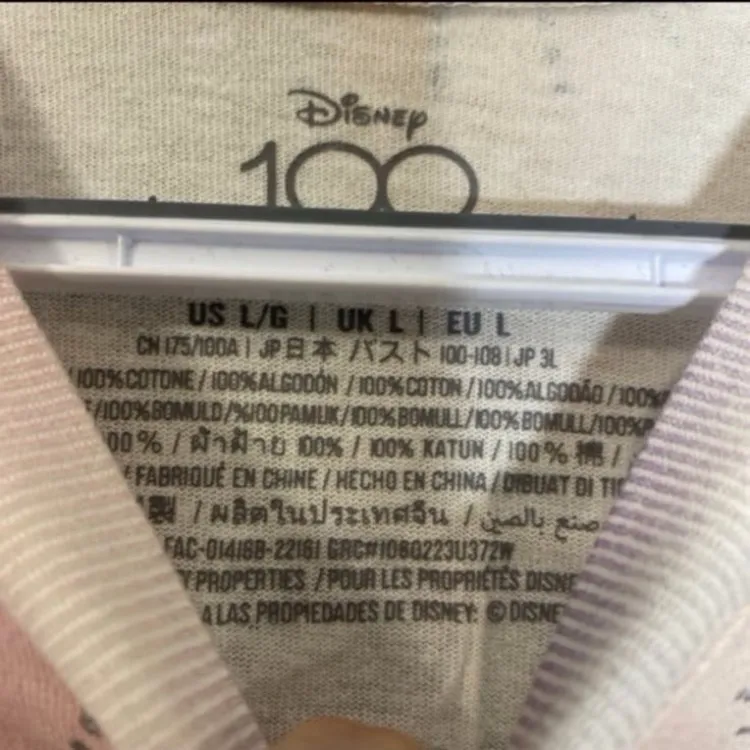 Disney
100
US L/G | UK L | EU L
CN 175/100A | JP日本 バスト 100-108 | JP 3L
100%COTONE / 100%ALGODÓN / 100%COTON / 100%ALGODÃO / 100%
/100%BOMULD/%100PAMUK/100%BOMULL/100%BOMULL/100%
00% / ผ้าฝ้าย 100% / 100% KATUN / 100% 棉 /
/ FABRIQUÉ EN CHINE / HECHO EN CHINA / DIBUAT DI
/ ผลิตในประเทศจีน / صنع بالصين
FAC-014168-22161 GRC#1060223U372W
PROPERTIES / POUR LES PROPRIÉTÉS
A LAS PROPIEDADES DE DISNEY: ©